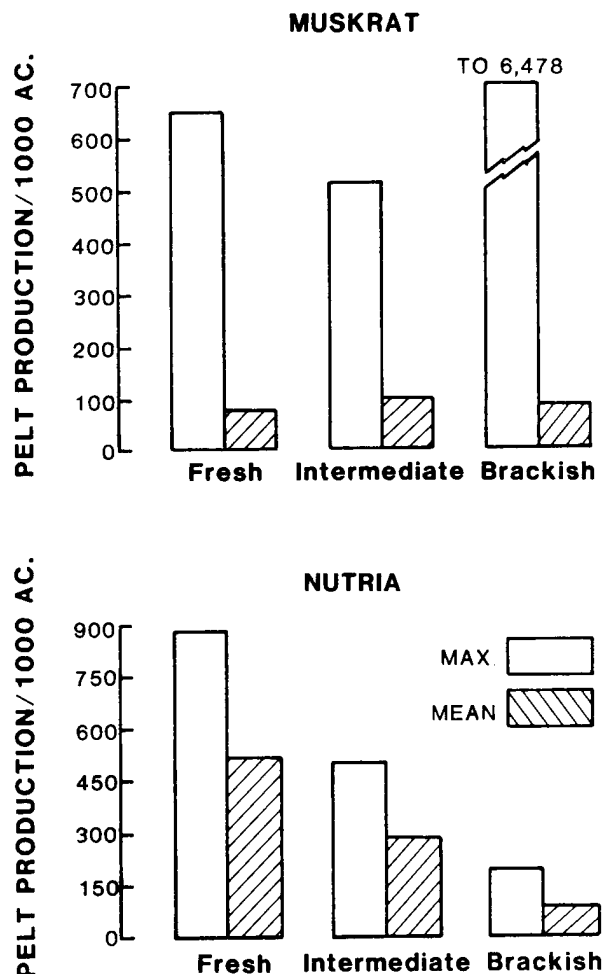 MUSKRAT
TO 6,478
PELT PRODUCTION/1000 AC.
700
600
500
400
300
200
100
0
Fresh Intermediate Brackish
NUTRIA
PELT PRODUCTION/1000 AC.
900
750
600
450
300
150
0
MAX
MEAN
Fresh Intermediate Brackish